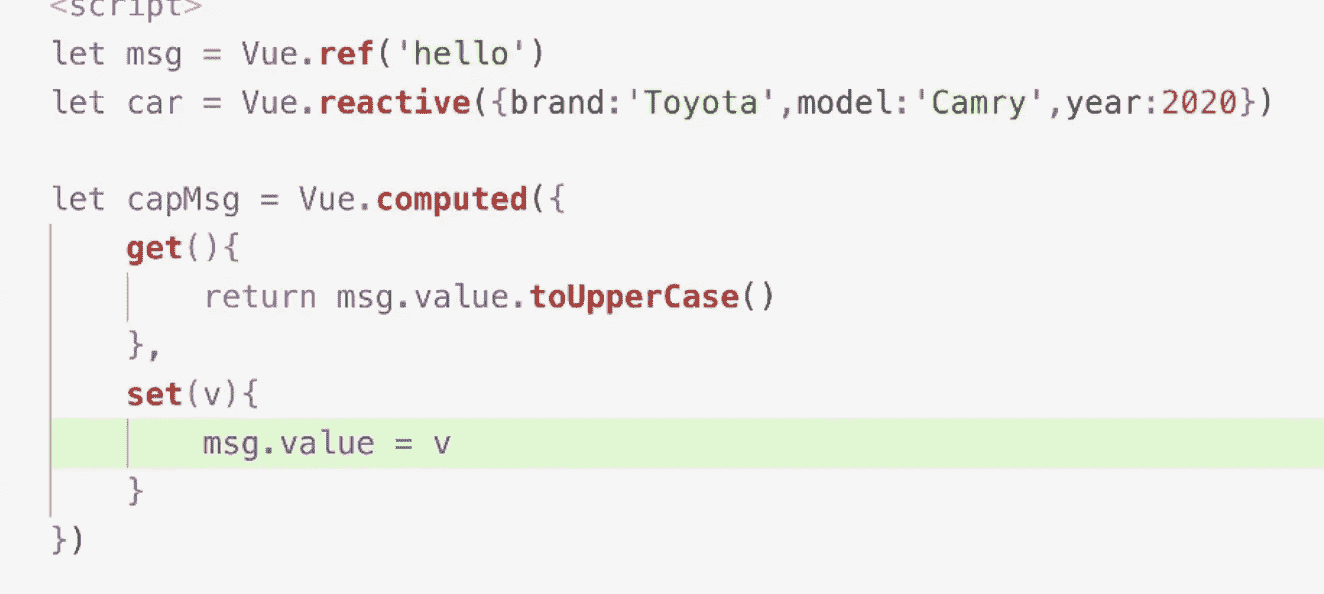 <script>
let msg = Vue.ref('hello')
let car = Vue.reactive({brand:'Toyota',model:'Camry',year:2020})
let capMsg = Vue.computed({
get(){
return msg.value.toUpperCase()
},
set(v){
msg.value = v
}
})